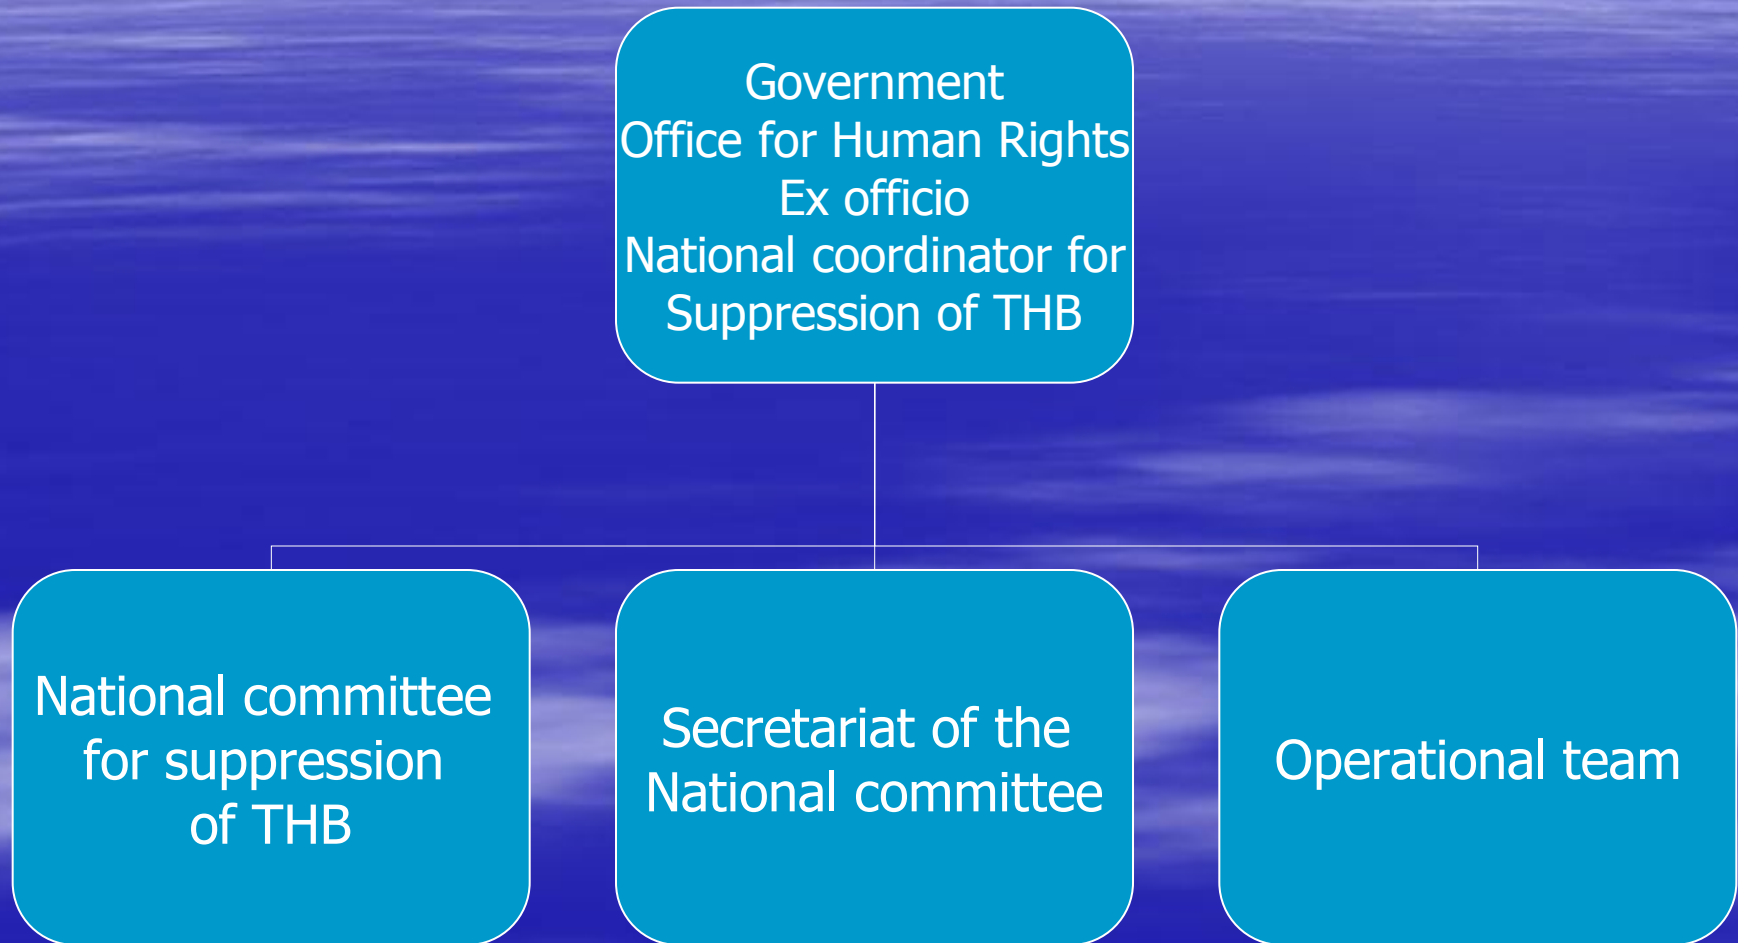 Government
Office for Human Rights
Ex officio
National coordinator for
Suppression of THB
National committee
for suppression
of THB
Secretariat of the
National committee
Operational team